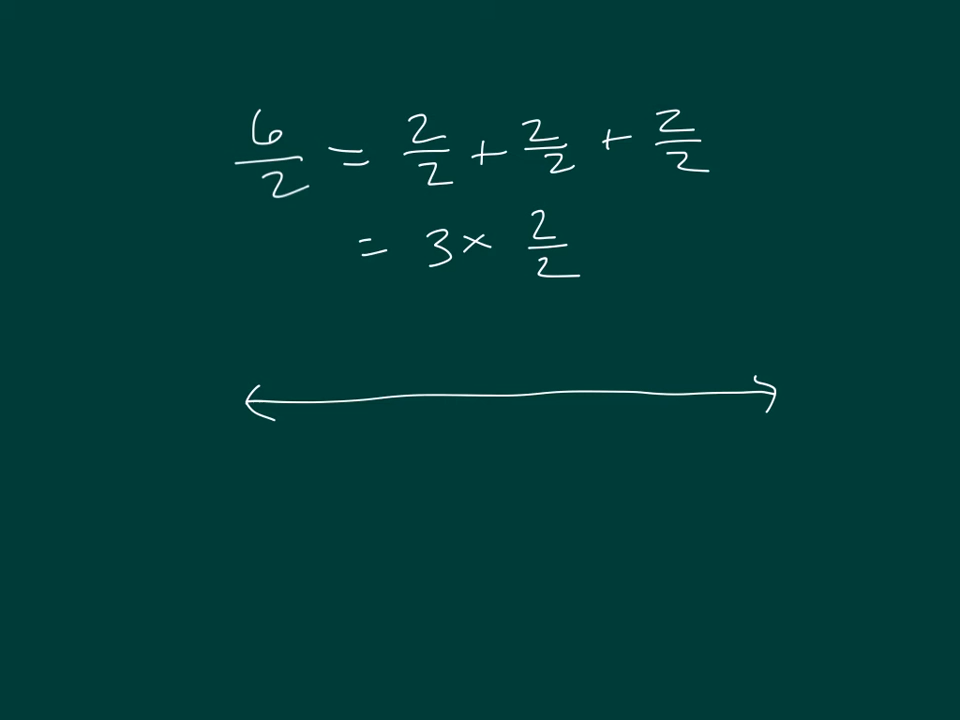 6/2 = 2/2 + 2/2 + 2/2
= 3 × 2/2